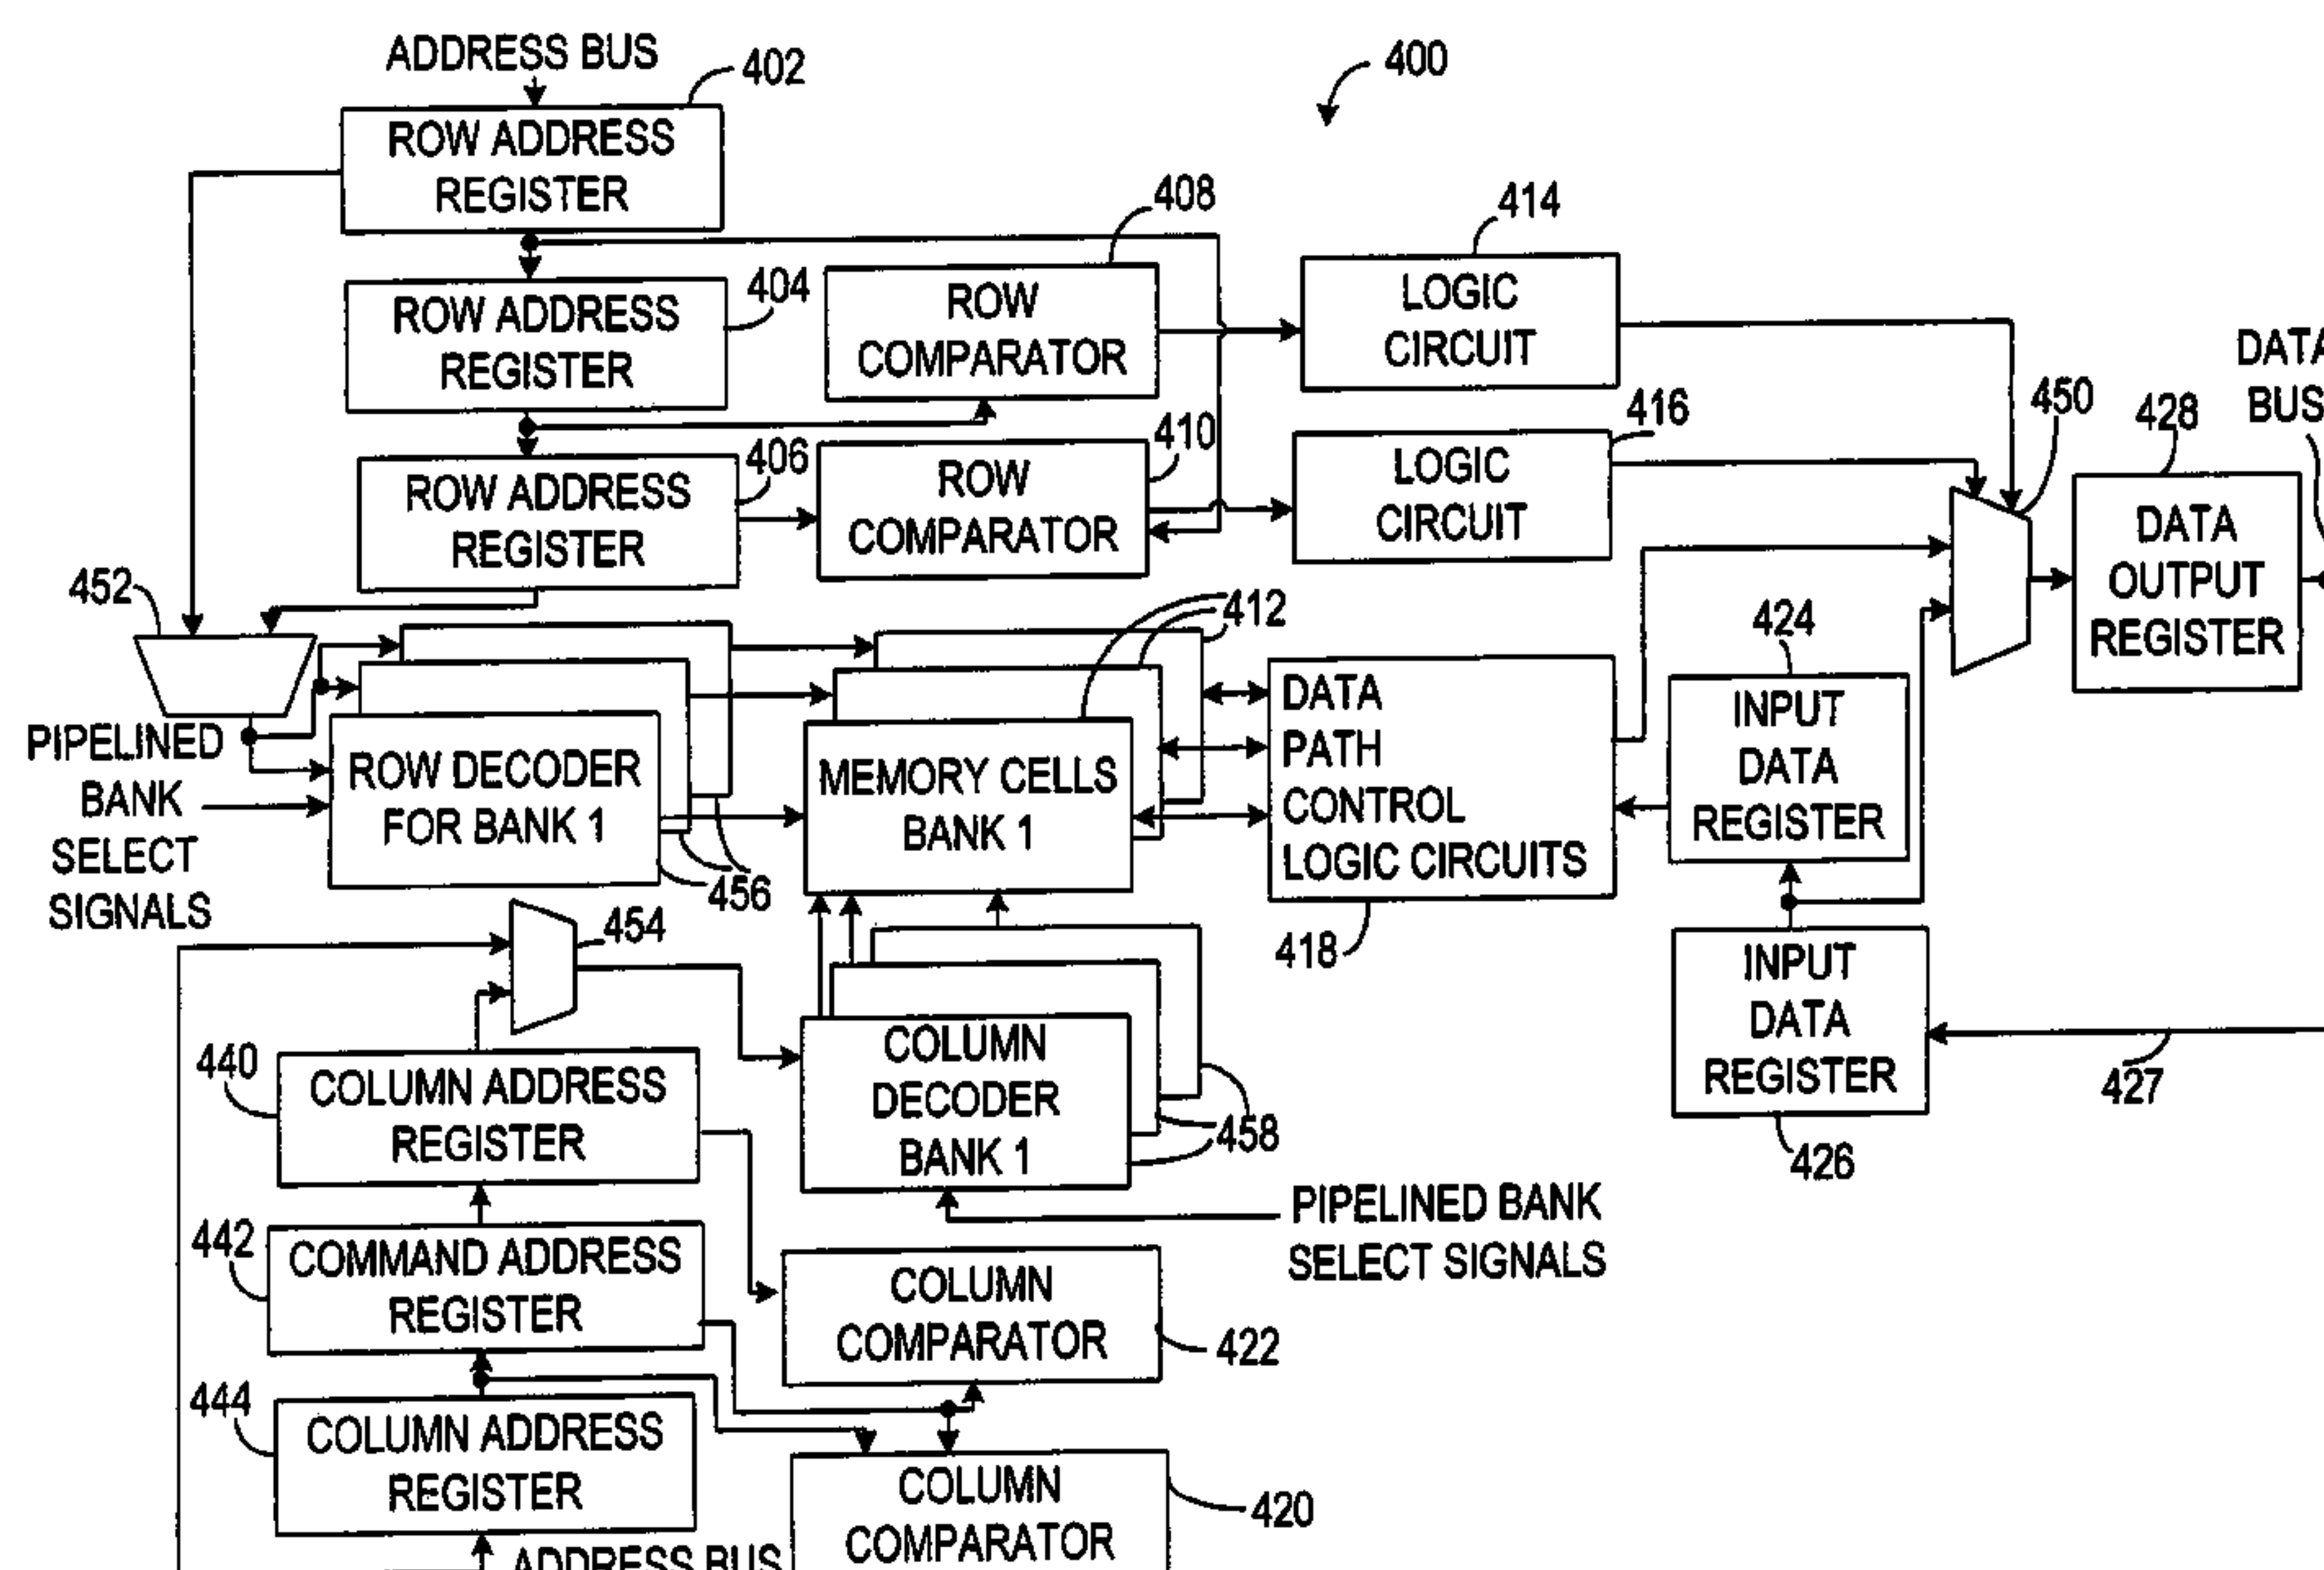 ADDRESS BUS
402
400
ROW ADDRESS
REGISTER
408
414
404
ROW ADDRESS
REGISTER
ROW
COMPARATOR
LOGIC
CIRCUIT
DATA
BUS
450
428
416
410
406
ROW ADDRESS
REGISTER
ROW
COMPARATOR
LOGIC
CIRCUIT
DATA
OUTPUT
REGISTER
452
412
424
PIPELINED
BANK
SELECT
SIGNALS
ROW DECODER
FOR BANK 1
456
MEMORY CELLS
BANK 1
DATA
PATH
CONTROL
LOGIC CIRCUITS
418
INPUT
DATA
REGISTER
454
INPUT
DATA
REGISTER
427
426
440
COLUMN ADDRESS
REGISTER
COLUMN
DECODER
BANK 1
458
PIPELINED BANK
SELECT SIGNALS
442
COMMAND ADDRESS
REGISTER
COLUMN
COMPARATOR
422
444
COLUMN ADDRESS
REGISTER
COLUMN
COMPARATOR
420
ADDRESS BUS